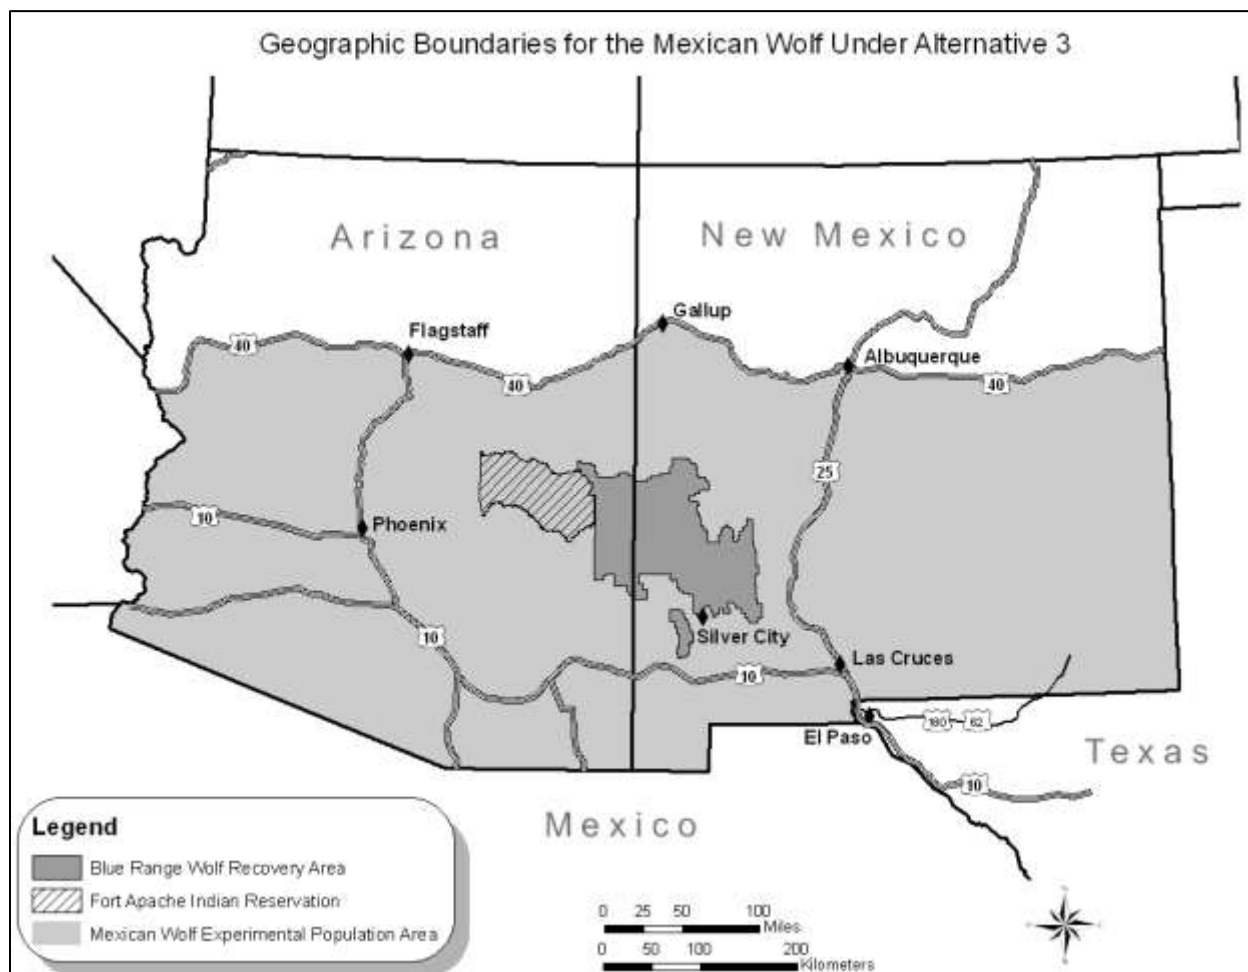 Geographic Boundaries for the Mexican Wolf Under Alternative 3
Arizona
New Mexico
Gallup
Flagstaff
40
Albuquerque
40
40
25
10
Phoenix
10
Silver City
Las Cruces
10
El Paso
180
62
Texas
10
Mexico
Legend
Blue Range Wolf Recovery Area
Fort Apache Indian Reservation
Mexican Wolf Experimental Population Area
0 25 50 100
Miles
0 50 100 200
Kilometers